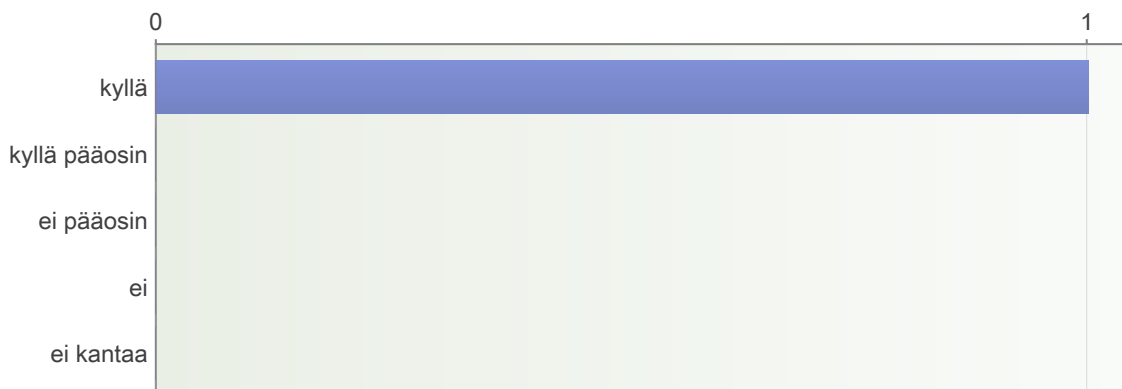 0 1
kyllä
kyllä pääosin
ei pääosin
ei
ei kantaa